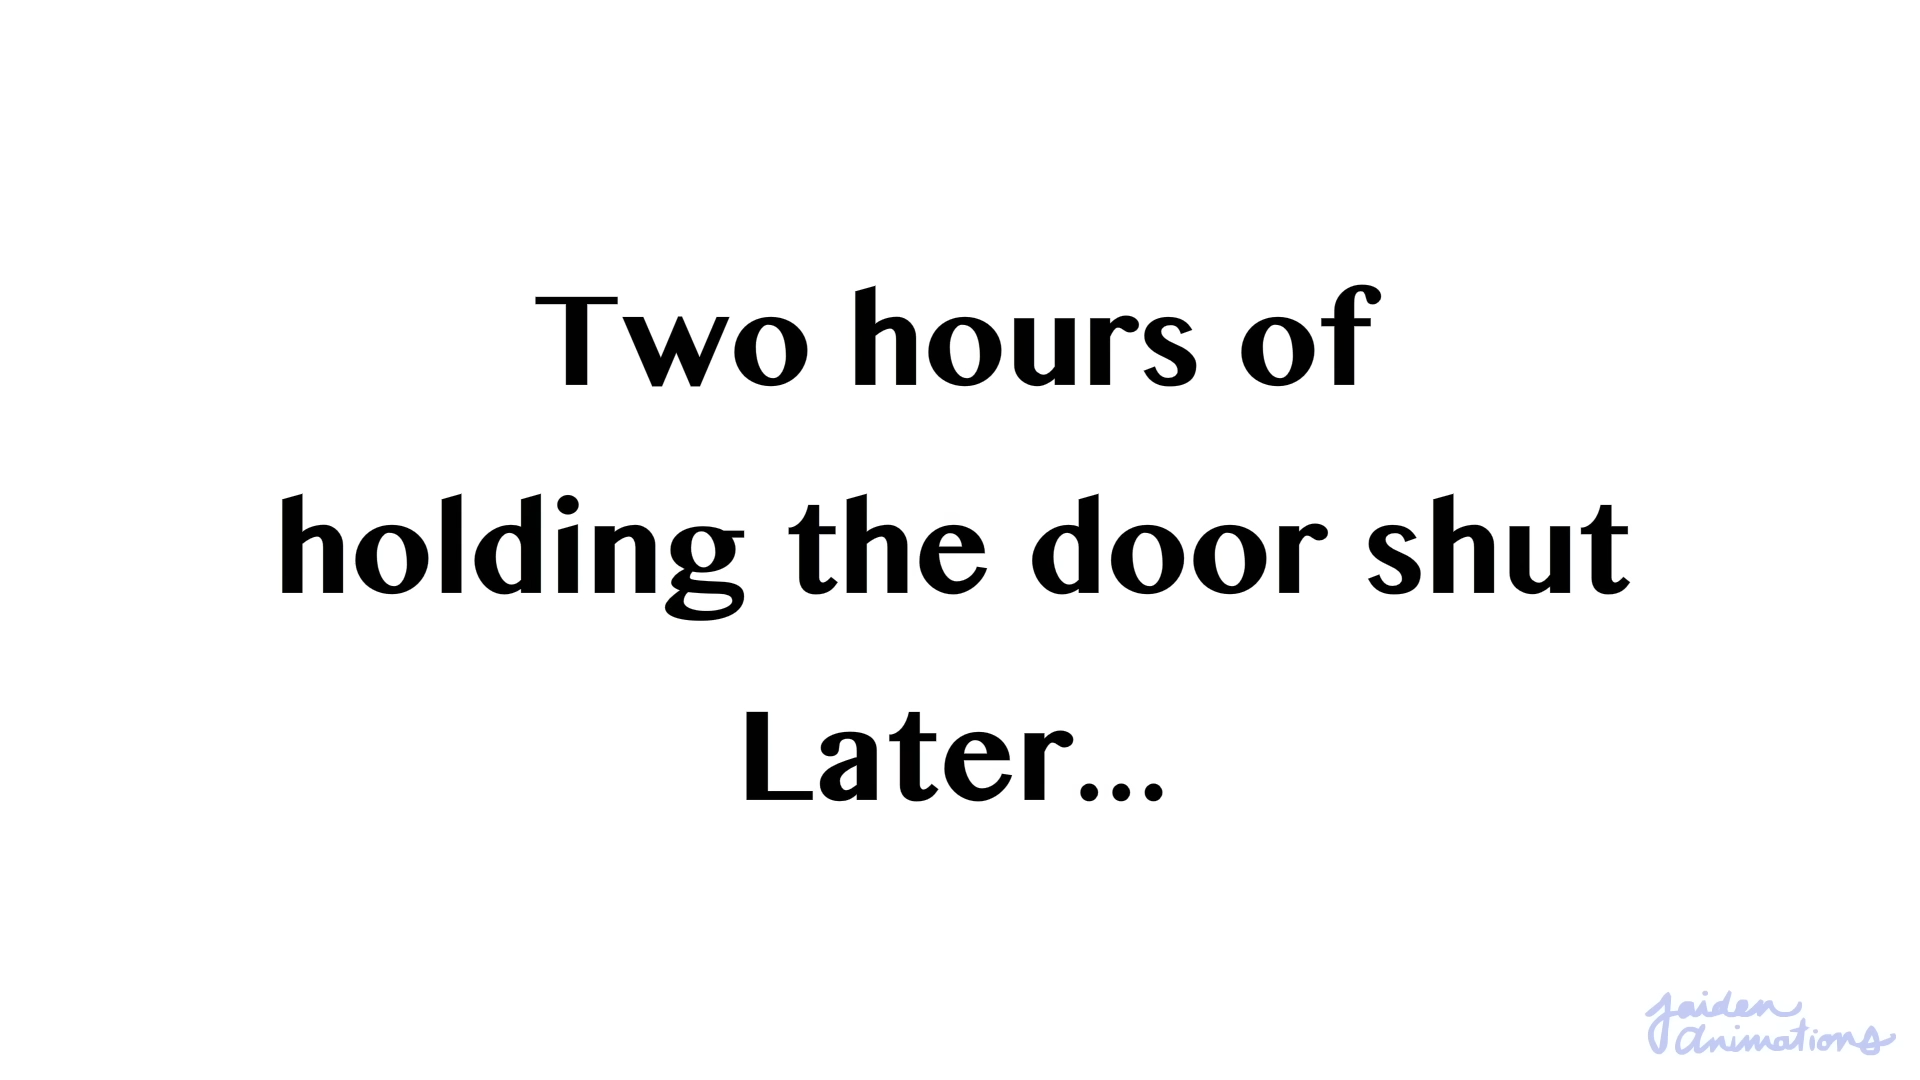 Two hours of
holding the door shut
Later...
jaiden
animations